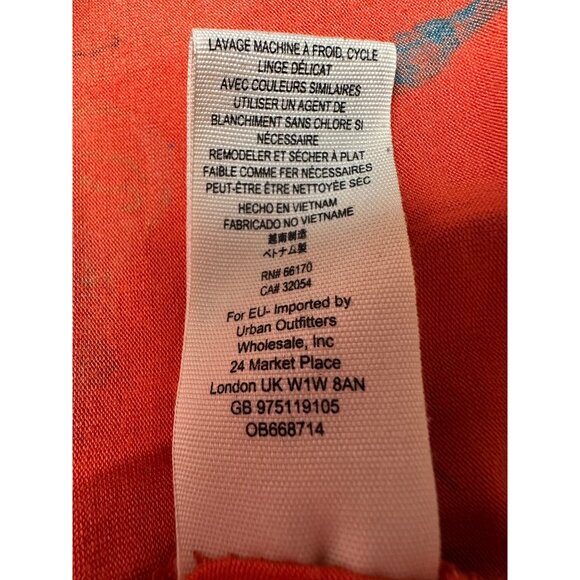 LAVAGE MACHINE À FROID, CYCLE
LINGE DÉLICAT
AVEC COULEURS SIMILAIRES
UTILISER UN AGENT DE
BLANCHIMENT SANS CHLORE SI
NÉCESSAIRE
REMODELER ET SÉCHER À PLAT
FAIBLE COMME FER NÉCESSAIRES
PEUT-ÊTRE ÊTRE NETTOYÉE SEC
HECHO EN VIETNAM
FABRICADO NO VIETNAME
越南制造
ベトナム製
RN# 66170
CA# 32054
For EU- Imported by
Urban Outfitters
Wholesale, Inc
24 Market Place
London UK W1W 8AN
GB 975119105
OB668714